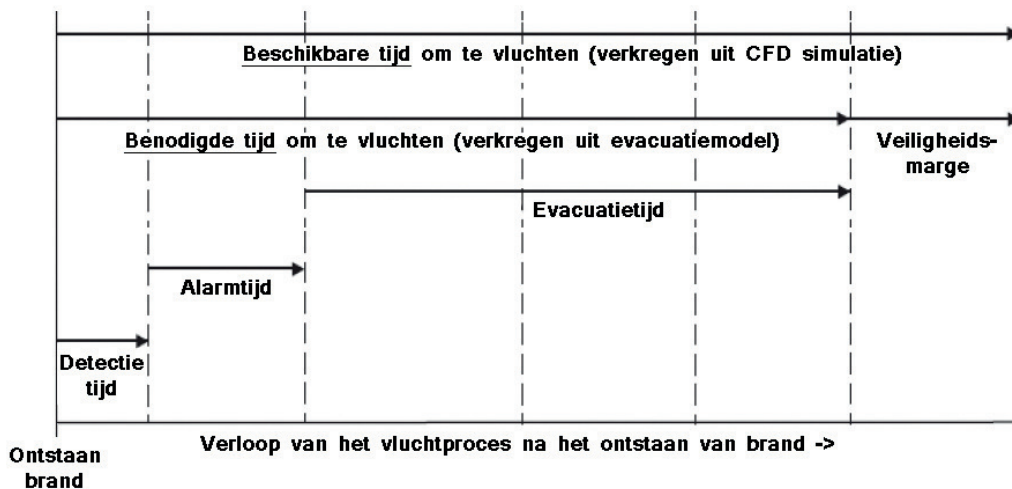 Beschikbare tijd om te vluchten (verkregen uit CFD simulatie)
Benodigde tijd om te vluchten (verkregen uit evacuatiemodel)
Veiligheids-
marge
Evacuatietijd
Alarmtijd
Detectie
tijd
Verloop van het vluchtproces na het ontstaan van brand ->
Ontstaan
brand